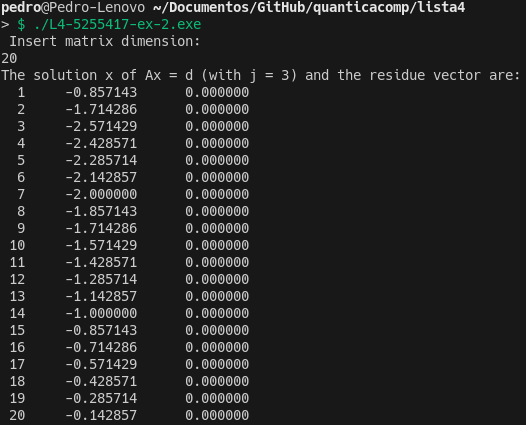 pedro@Pedro-Lenovo ~/Documentos/GitHub/quanticacomp/lista4
> $ ./L4-5255417-ex-2.exe
Insert matrix dimension:
20
The solution x of Ax = d (with j = 3) and the residue vector are:
1 -0.857143 0.000000
2 -1.714286 0.000000
3 -2.571429 0.000000
4 -2.428571 0.000000
5 -2.285714 0.000000
6 -2.142857 0.000000
7 -2.000000 0.000000
8 -1.857143 0.000000
9 -1.714286 0.000000
10 -1.571429 0.000000
11 -1.428571 0.000000
12 -1.285714 0.000000
13 -1.142857 0.000000
14 -1.000000 0.000000
15 -0.857143 0.000000
16 -0.714286 0.000000
17 -0.571429 0.000000
18 -0.428571 0.000000
19 -0.285714 0.000000
20 -0.142857 0.000000